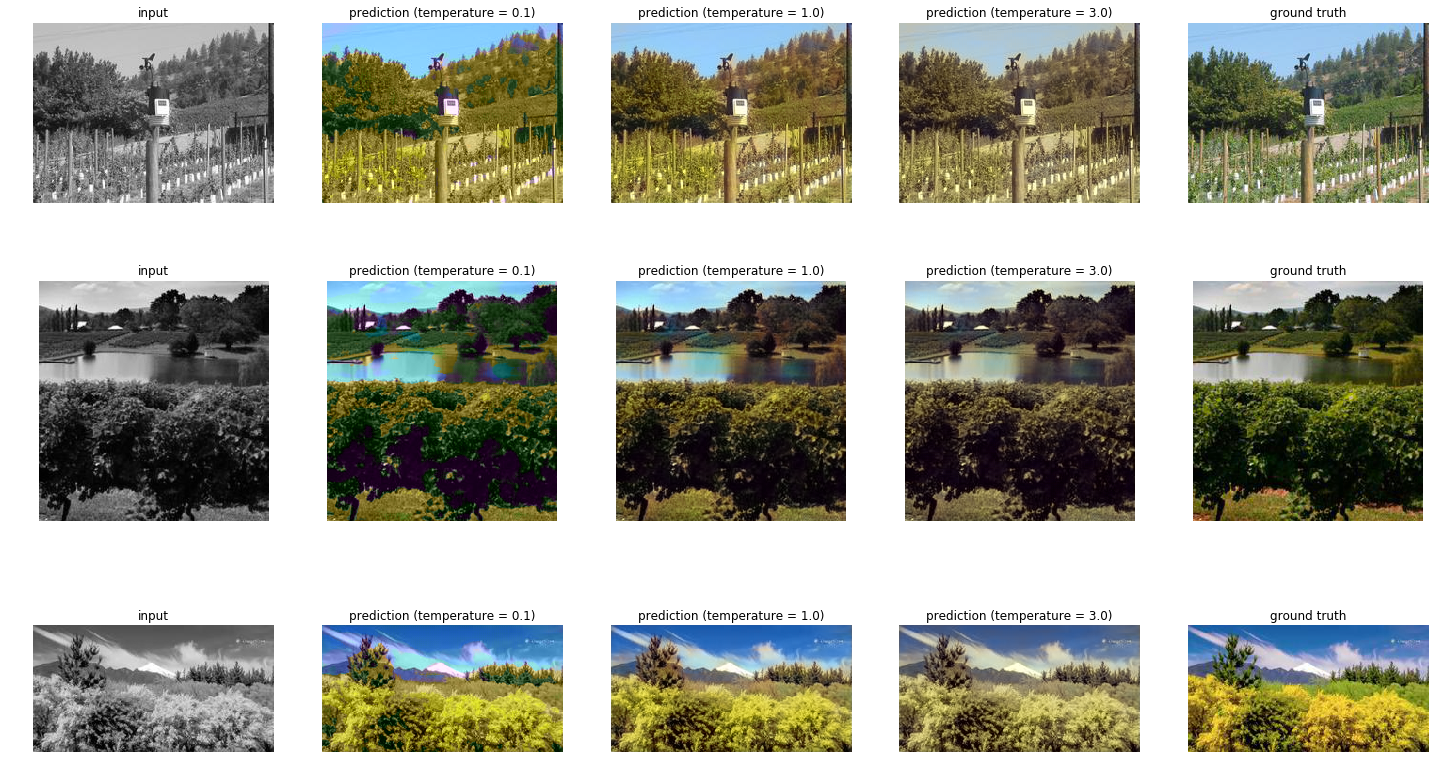 input
prediction (temperature = 0.1)
prediction (temperature = 1.0)
prediction (temperature = 3.0)
ground truth
input
prediction (temperature = 0.1)
prediction (temperature = 1.0)
prediction (temperature = 3.0)
ground truth
input
prediction (temperature = 0.1)
prediction (temperature = 1.0)
prediction (temperature = 3.0)
ground truth